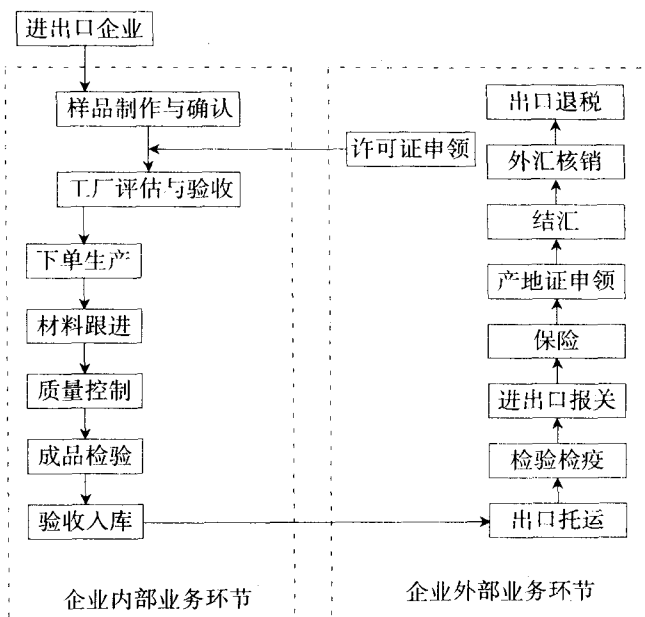 进出口企业
样品制作与确认
许可证申领
工厂评估与验收
下单生产
材料跟进
质量控制
成品检验
验收入库
出口托运
检验检疫
进出口报关
保险
产地证申领
结汇
外汇核销
出口退税
企业内部业务环节
企业外部业务环节